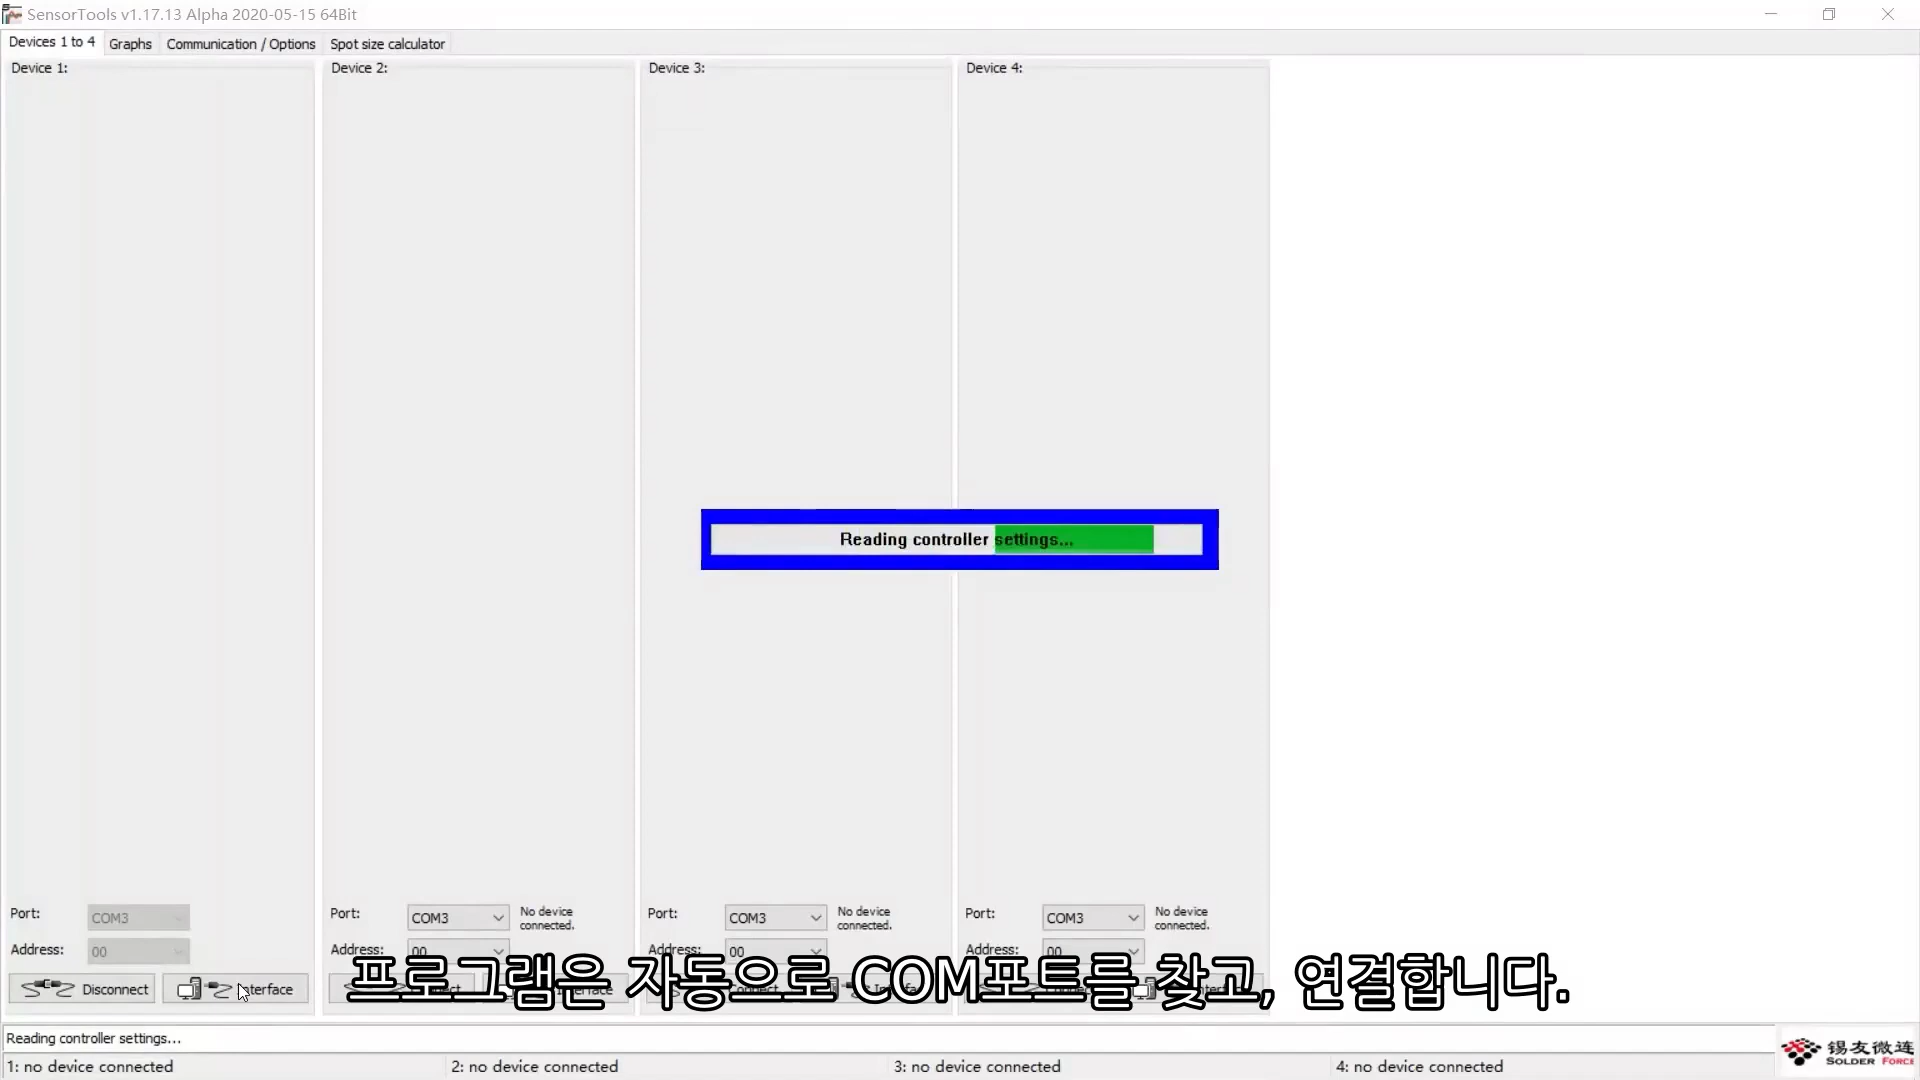 SensorTools v1.17.13 Alpha 2020-05-15 64Bit
Devices 1 to 4 Graphs Communication / Options Spot size calculator
Device 1: Device 2: Device 3: Device 4:
Reading controller settings...
Port: COM3 Port: COM3 No device connected. Port: COM3 No device connected. Port: COM3 No device connected.
Address: 00 Address: 00 Address: 00 Address: 00
Disconnect Interface
프로그램은 자동으로 COM포트를 찾고, 연결합니다.
Reading controller settings...
1: no device connected 2: no device connected 3: no device connected 4: no device connected
锡友微连
SOLDER FORCE